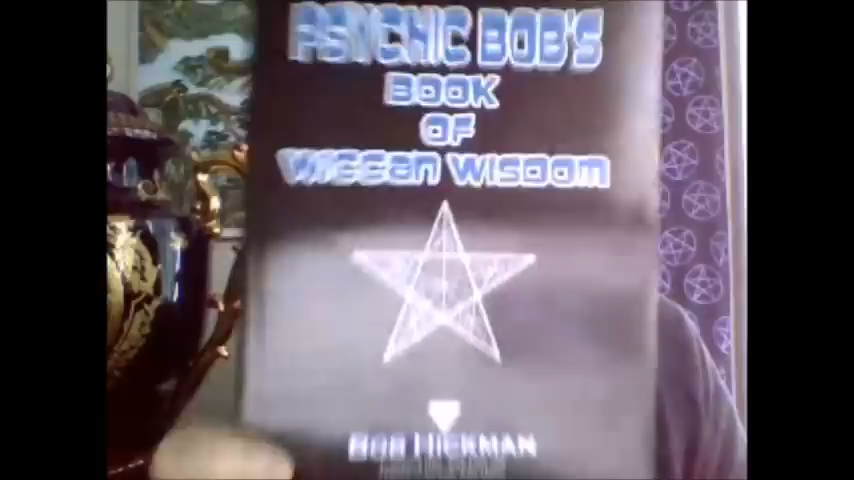 PSYCHIC BOB'S
BOOK
OF
WICCan WISDOM
BOB HICKMAN